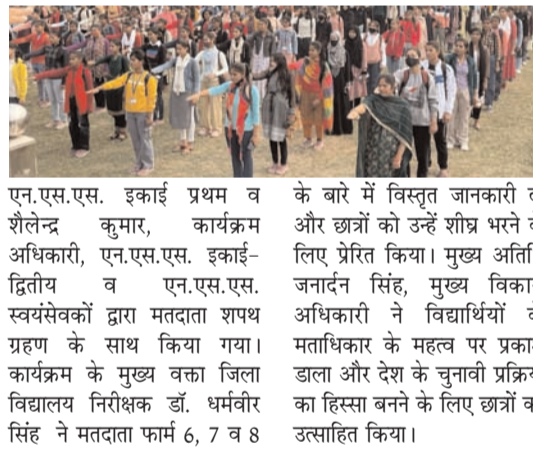 एन.एस.एस. इकाई प्रथम व
शैलेन्द्र कुमार, कार्यक्रम
अधिकारी, एन.एस.एस. इकाई-
द्वितीय व एन.एस.एस.
स्वयंसेवकों द्वारा मतदाता शपथ
ग्रहण के साथ किया गया।
कार्यक्रम के मुख्य वक्ता जिला
विद्यालय निरीक्षक डॉ. धर्मवीर
सिंह ने मतदाता फार्म 6, 7 व 8
के बारे में विस्तृत जानकारी
और छात्रों को उन्हें शीघ्र भरने
लिए प्रेरित किया। मुख्य
जनार्दन सिंह, मुख्य
अधिकारी ने विद्यार्थियों
मताधिकार के महत्व पर
डाला और देश के चुनावी
का हिस्सा बनने के लिए छात्रों
उत्साहित किया।